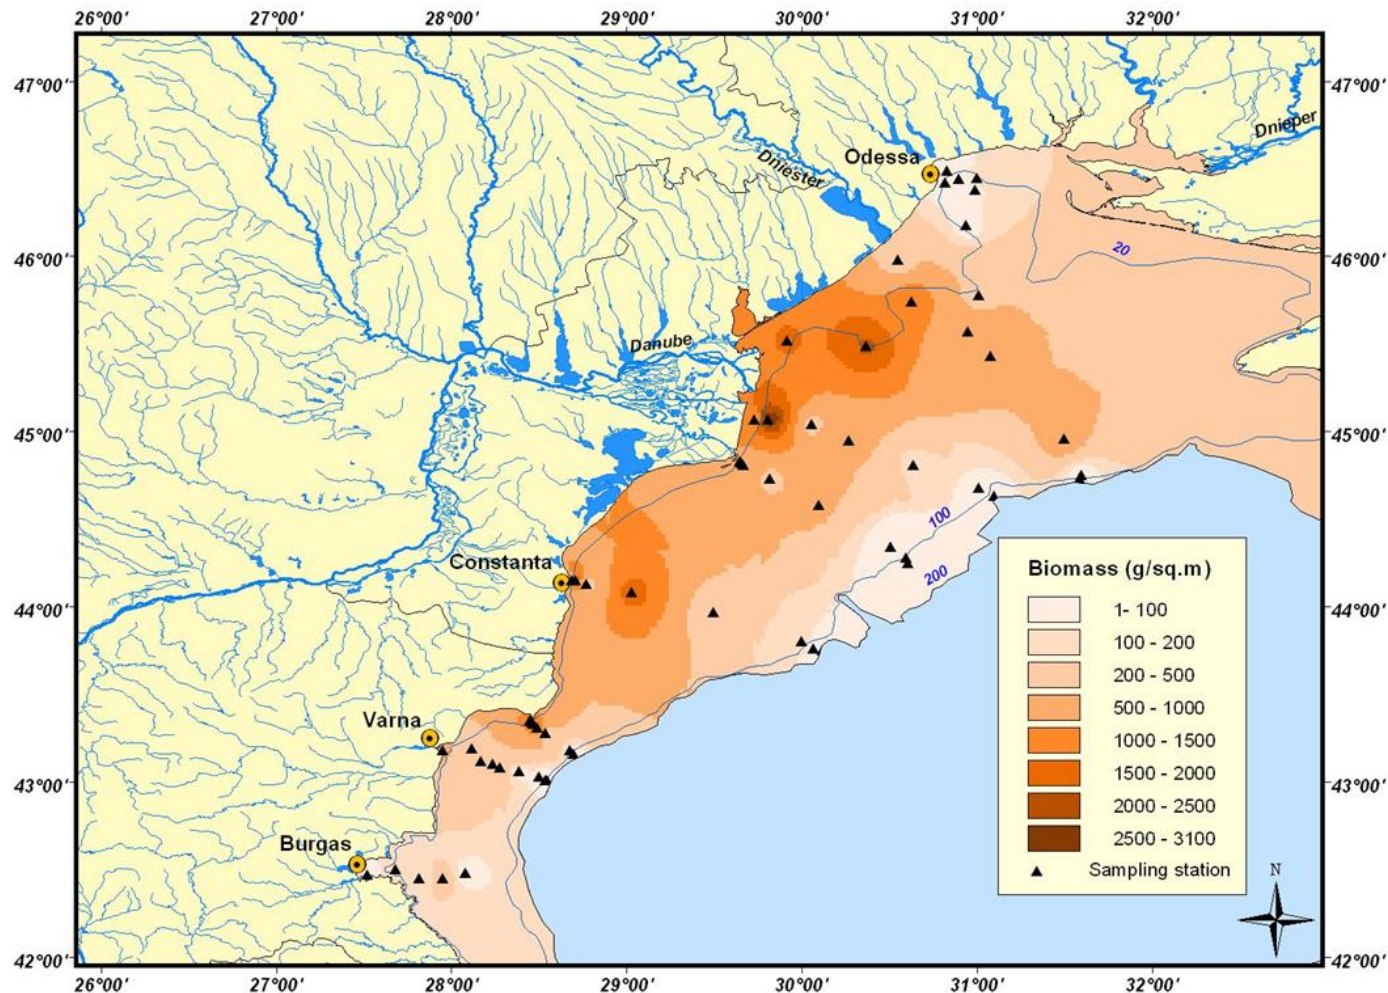 26°00′ 27°00′ 28°00′ 29°00′ 30°00′ 31°00′ 32°00′
47°00′ 47°00′
Dnieper
Odessa
Dniester
20
46°00′ 46°00′
Danube
45°00′ 45°00′
100
Constanta
200
Biomass (g/sq.m)
1- 100
44°00′ 44°00′
100 - 200
200 - 500
500 - 1000
Varna
1000 - 1500
1500 - 2000
43°00′ 43°00′
2000 - 2500
2500 - 3100
Burgas
Sampling station
N
42°00′ 42°00′
26°00′ 27°00′ 28°00′ 29°00′ 30°00′ 31°00′ 32°00′